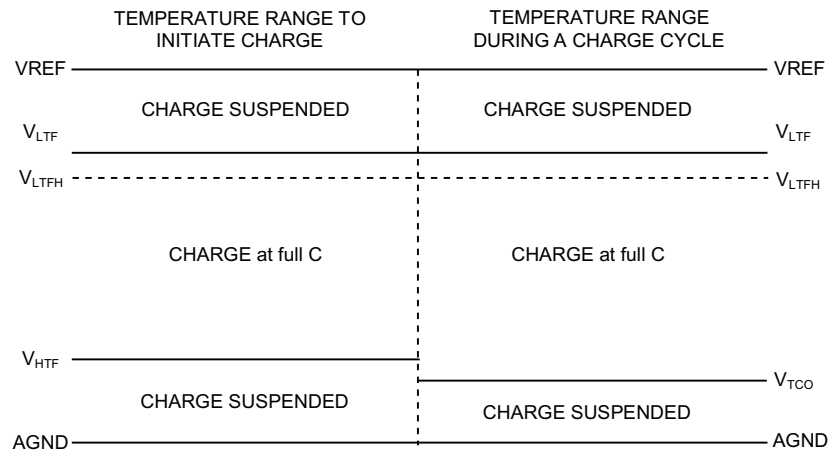 TEMPERATURE RANGE TO
INITIATE CHARGE
TEMPERATURE RANGE
DURING A CHARGE CYCLE
VREF
VREF
CHARGE SUSPENDED
CHARGE SUSPENDED
VLTF
VLTF
VLTFH
VLTFH
CHARGE at full C
CHARGE at full C
VHTF
VTCO
CHARGE SUSPENDED
CHARGE SUSPENDED
AGND
AGND